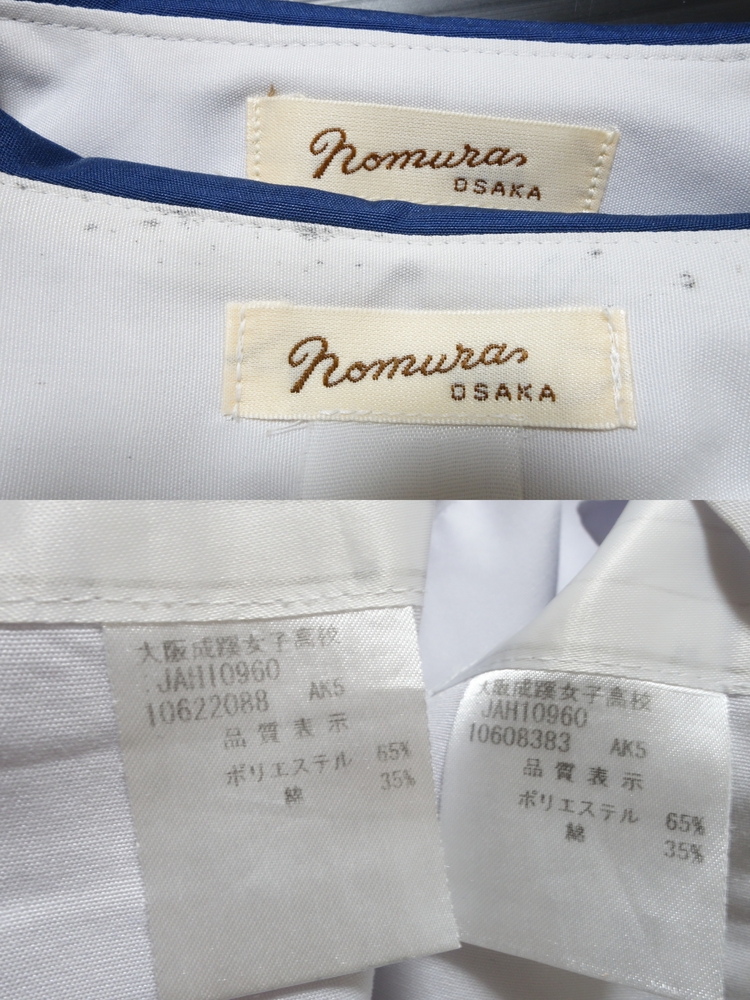 Nomuras
OSAKA
Nomuras
OSAKA
大阪成蹊女子高校
:JAH10960
10622088 AK5
品質表示
ポリエステル 65%
綿 35%
大阪成蹊女子高校
JAH10960
10608383 AK5
品質表示
ポリエステル 65%
綿 35%